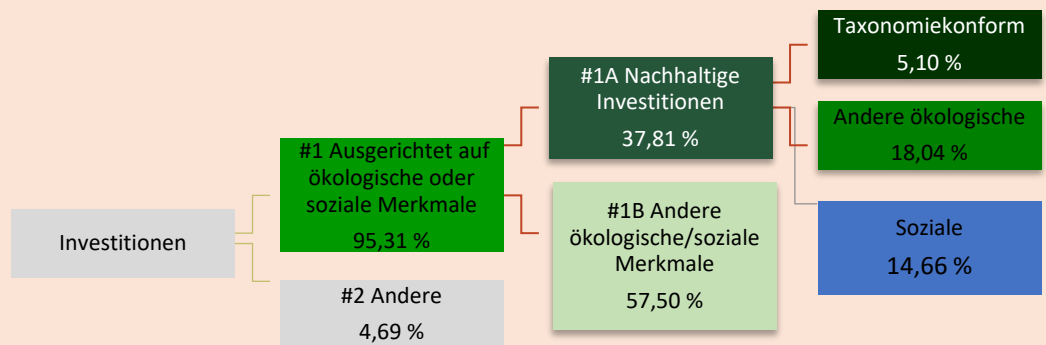 Investitionen
#1 Ausgerichtet auf
ökologische oder
soziale Merkmale
95,31 %
#2 Andere
4,69 %
#1A Nachhaltige
Investitionen
37,81 %
#1B Andere
ökologische/soziale
Merkmale
57,50 %
Taxonomiekonform
5,10 %
Andere ökologische
18,04 %
Soziale
14,66 %